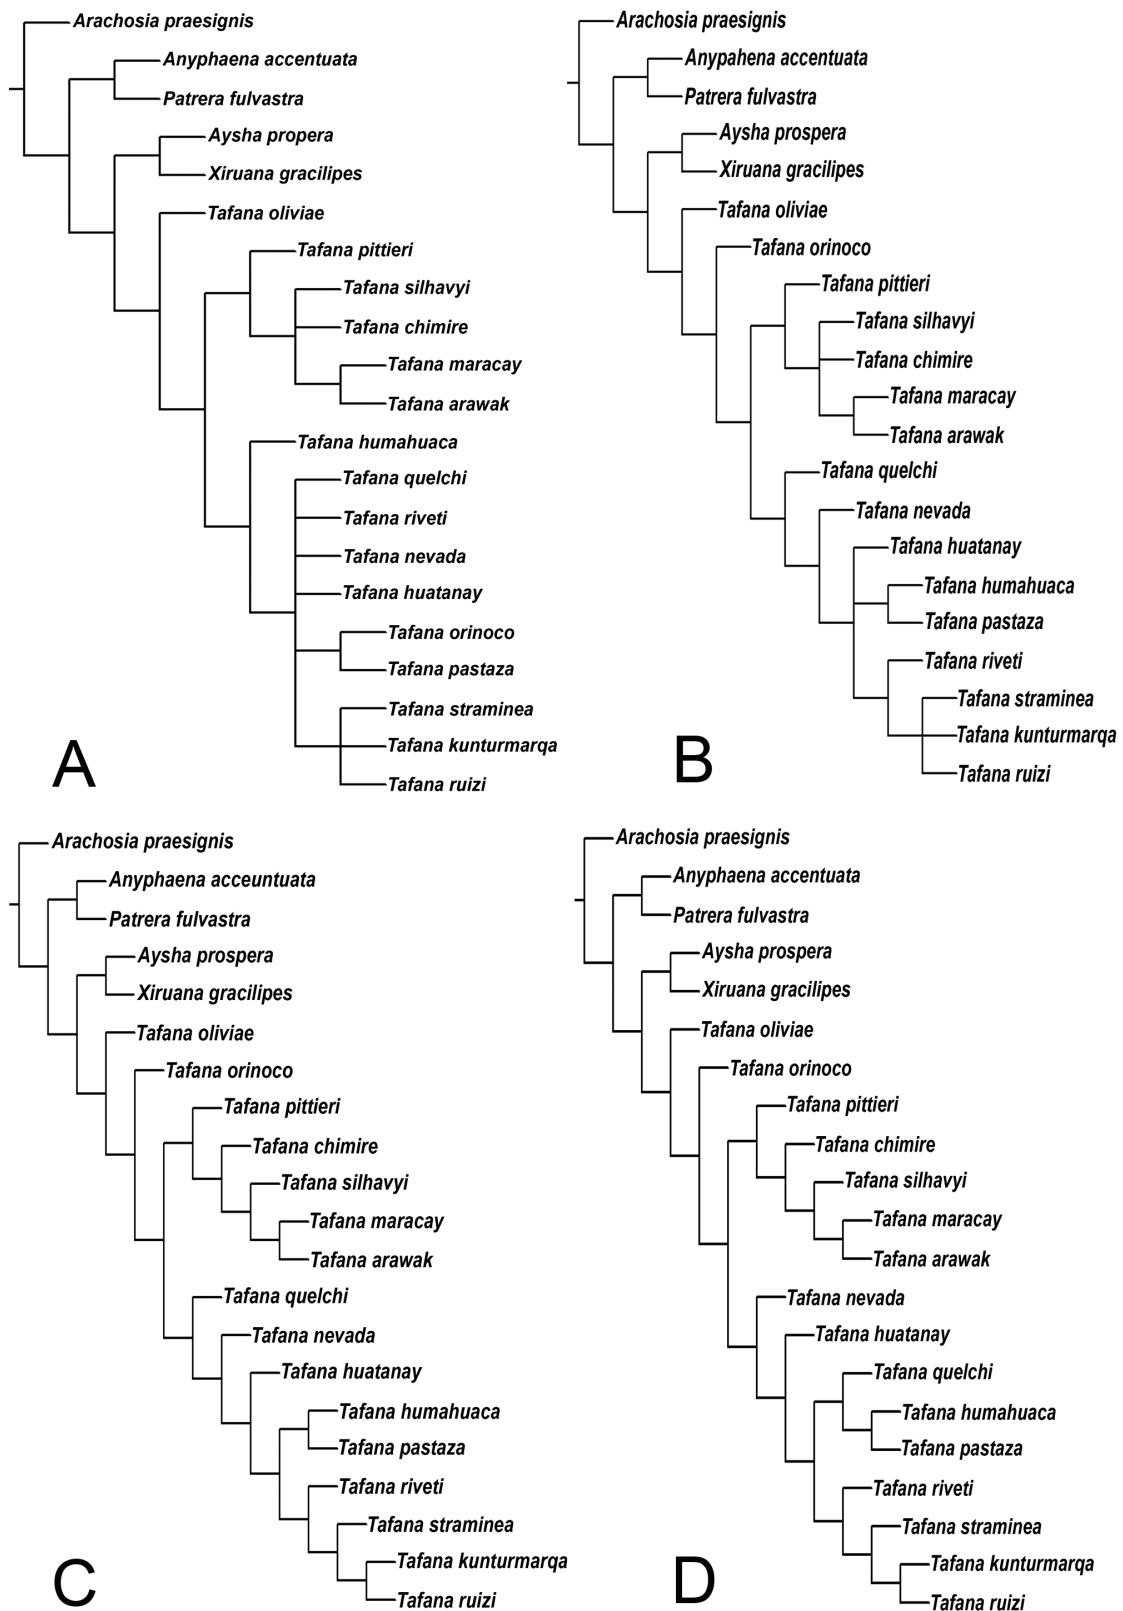 Arachosia praesignis
Anyphaena accentuata
Patrera fulvastra
Aysha propera
Xiruana gracilipes
Tafana oliviae
Tafana pittieri
Tafana silhavyi
Tafana chimire
Tafana maracay
Tafana arawak
Tafana humahuaca
Tafana quelchi
Tafana riveti
Tafana nevada
Tafana huatanay
Tafana orinoco
Tafana pastaza
Tafana straminea
Tafana kunturmarqa
Tafana ruizi
A
Arachosia praesignis
Anypahena accentuata
Patrera fulvastra
Aysha prospera
Xiruana gracilipes
Tafana oliviae
Tafana orinoco
Tafana pittieri
Tafana silhavyi
Tafana chimire
Tafana maracay
Tafana arawak
Tafana quelchi
Tafana nevada
Tafana huatanay
Tafana humahuaca
Tafana pastaza
Tafana riveti
Tafana straminea
Tafana kunturmarqa
Tafana ruizi
B
Arachosia praesignis
Anyphaena acceuntuata
Patrera fulvastra
Aysha prospera
Xiruana gracilipes
Tafana oliviae
Tafana orinoco
Tafana pittieri
Tafana chimire
Tafana silhavyi
Tafana maracay
Tafana arawak
Tafana quelchi
Tafana nevada
Tafana huatanay
Tafana humahuaca
Tafana pastaza
Tafana riveti
Tafana straminea
Tafana kunturmarqa
Tafana ruizi
C
Arachosia praesignis
Anyphaena accentuata
Patrera fulvastra
Aysha prospera
Xiruana gracilipes
Tafana oliviae
Tafana orinoco
Tafana pittieri
Tafana chimire
Tafana silhavyi
Tafana maracay
Tafana arawak
Tafana nevada
Tafana huatanay
Tafana quelchi
Tafana humahuaca
Tafana pastaza
Tafana riveti
Tafana straminea
Tafana kunturmarqa
Tafana ruizi
D